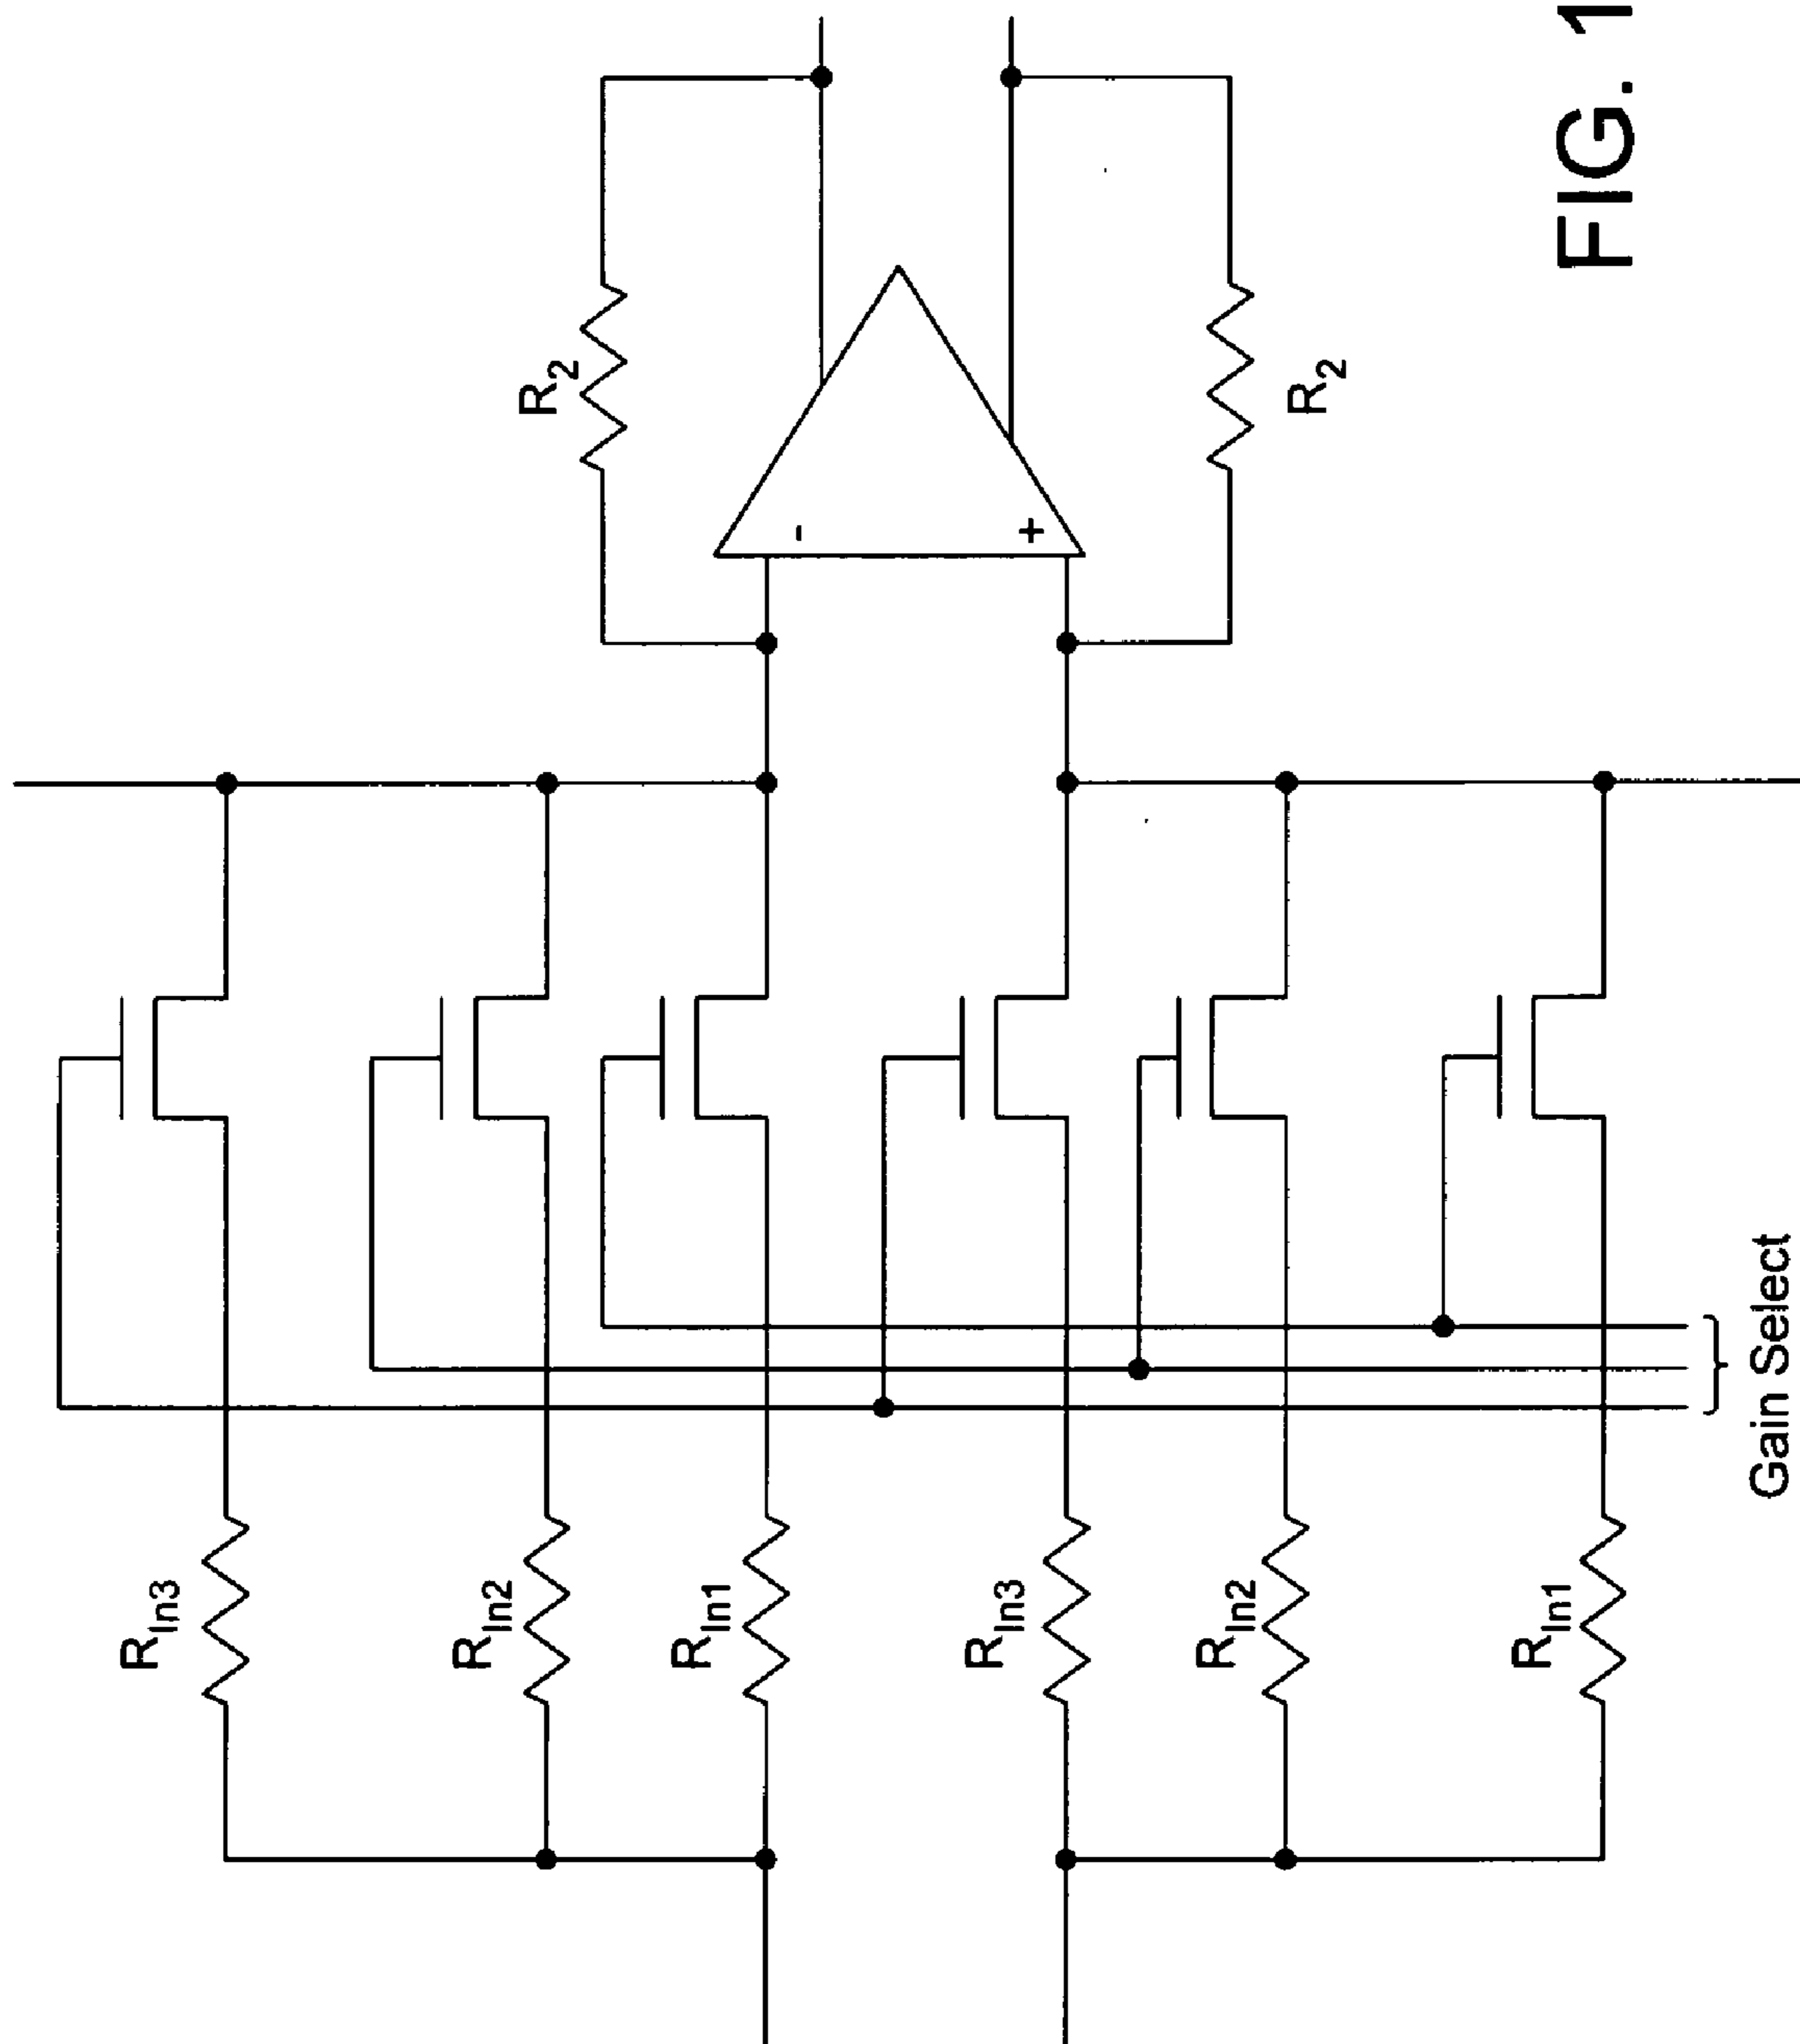 R2
-
+
R2
RIn3
RIn2
RIn1
RIn3
RIn2
RIn1
Gain Select
FIG. 1